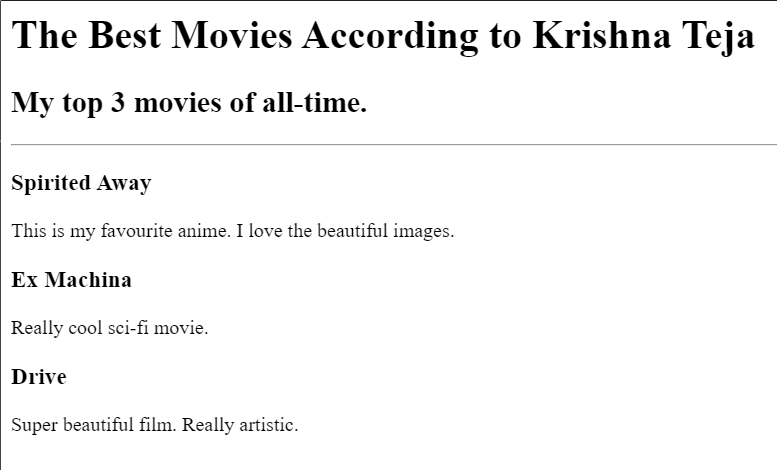 The Best Movies According to Krishna Teja
My top 3 movies of all-time.
Spirited Away
This is my favourite anime. I love the beautiful images.
Ex Machina
Really cool sci-fi movie.
Drive
Super beautiful film. Really artistic.